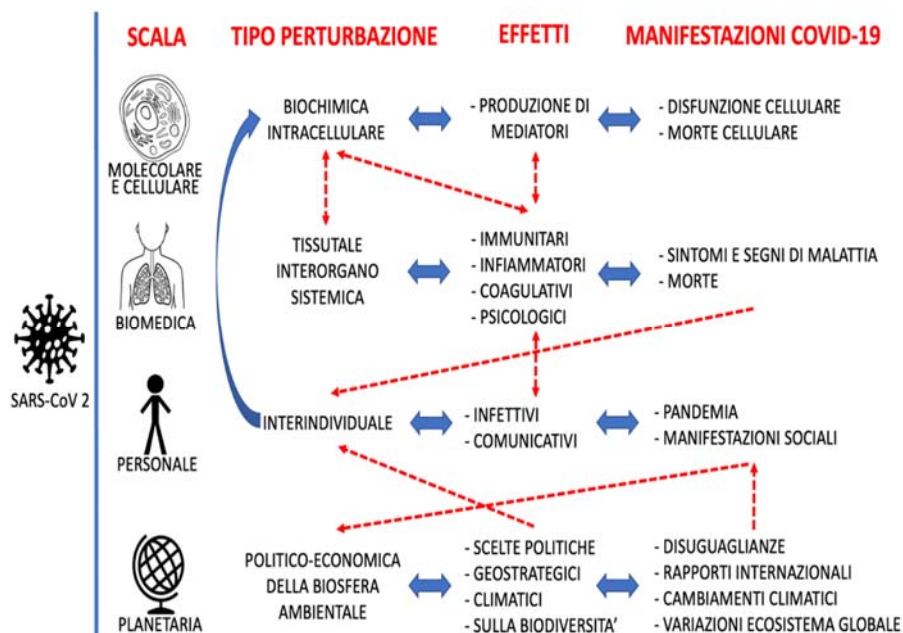 SCALA TIPO PERTURBAZIONE EFFETTI MANIFESTAZIONI COVID-19
MOLECOLARE
E CELLULARE
BIOCHIMICA
INTRACELLULARE
- PRODUZIONE DI
MEDIATORI
- DISFUNZIONE CELLULARE
- MORTE CELLULARE
BIOMEDICA
TISSUTALE
INTERORGANO
SISTEMICA
- IMMUNITARI
- INFIAMMATORI
- COAGULATIVI
- PSICOLOGICI
- SINTOMI E SEGNI DI MALATTIA
- MORTE
SARS-CoV 2
PERSONALE
INTERINDIVIDUALE
- INFETTIVI
- COMUNICATIVI
- PANDEMIA
- MANIFESTAZIONI SOCIALI
PLANETARIA
POLITICO-ECONOMICA
DELLA BIOSFERA
AMBIENTALE
- SCELTE POLITICHE
- GEOSTRATEGICI
- CLIMATICI
- SULLA BIODIVERSITA'
- DISUGUAGLIANZE
- RAPPORTI INTERNAZIONALI
- CAMBIAMENTI CLIMATICI
- VARIAZIONI ECOSISTEMA GLOBALE